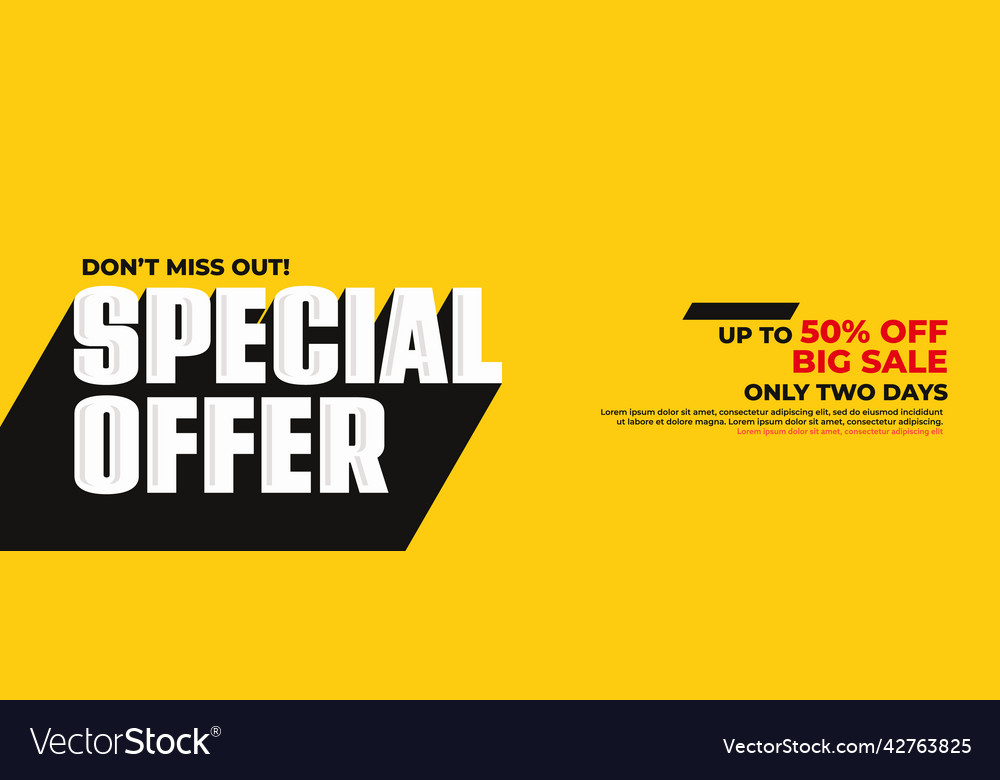 DON’T MISS OUT!
SPECIAL
OFFER
UP TO 50% OFF
BIG SALE
ONLY TWO DAYS
Lorem ipsum dolor sit amet, consectetur adipiscing elit, sed do eiusmod incididunt
ut labore et dolore magna. Lorem ipsum dolor sit amet, consectetur adipiscing.
Lorem ipsum dolor sit amet, consectetur adipiscing elit
VectorStock®
VectorStock.com/42763825